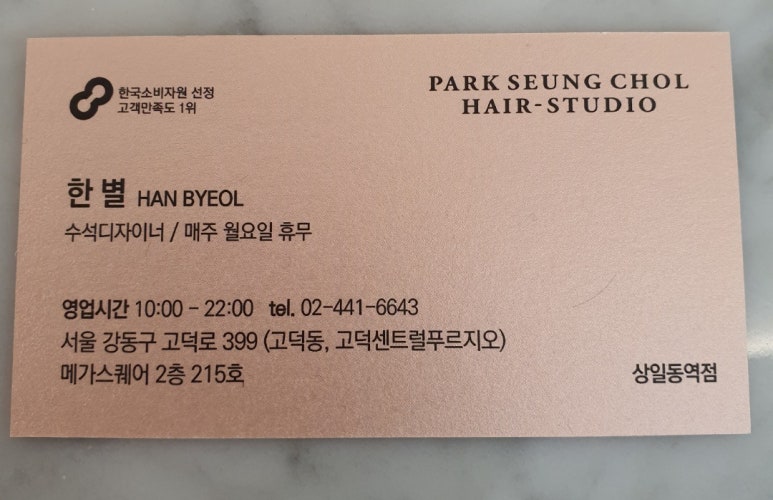 한국소비자원 선정
고객만족도 1위
PARK SEUNG CHOL
HAIR-STUDIO
한 별 HAN BYEOL
수석디자이너 / 매주 월요일 휴무
영업시간 10:00 - 22:00 tel. 02-441-6643
서울 강동구 고덕로 399 (고덕동, 고덕센트럴푸르지오)
메가스퀘어 2층 215호
상일동역점